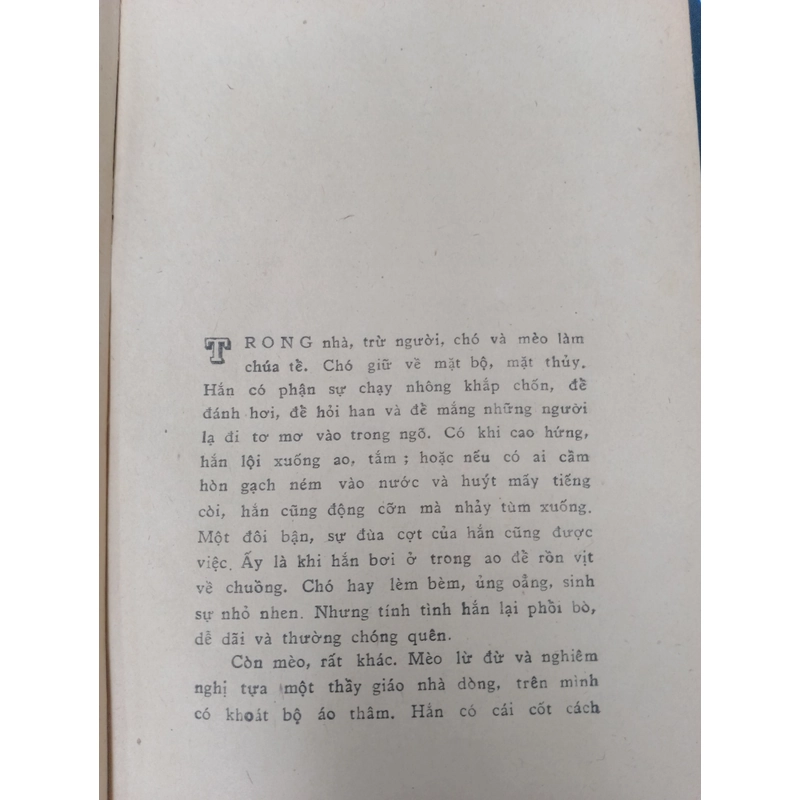 TRONG nhà, trừ người, chó và mèo làm
chúa tể. Chó giữ về mặt bộ, mặt thủy.
Hắn có phận sự chạy nhông khắp chốn, để
đánh hơi, để hỏi han và để mắng những người
lạ đi tơ mơ vào trong ngõ. Có khi cao hứng,
hắn lội xuống ao, tắm ; hoặc nếu có ai cầm
hòn gạch ném vào nước và huýt mấy tiếng
còi, hắn cũng động cỡn mà nhảy tùm xuống.
Một đôi bận, sự đùa cợt của hắn cũng được
việc. Ấy là khi hắn bơi ở trong ao để rồn vịt
về chuồng. Chó hay lèm bèm, ủng oẳng, sinh
sự nhỏ nhen. Nhưng tính tình hắn lại phổi bò,
dễ dãi và thường chóng quên.
Còn mèo, rất khác. Mèo lừ đừ và nghiêm
nghị tựa một thầy giáo nhà dòng, trên mình
có khoát bộ áo thâm. Hắn có cái cốt cách